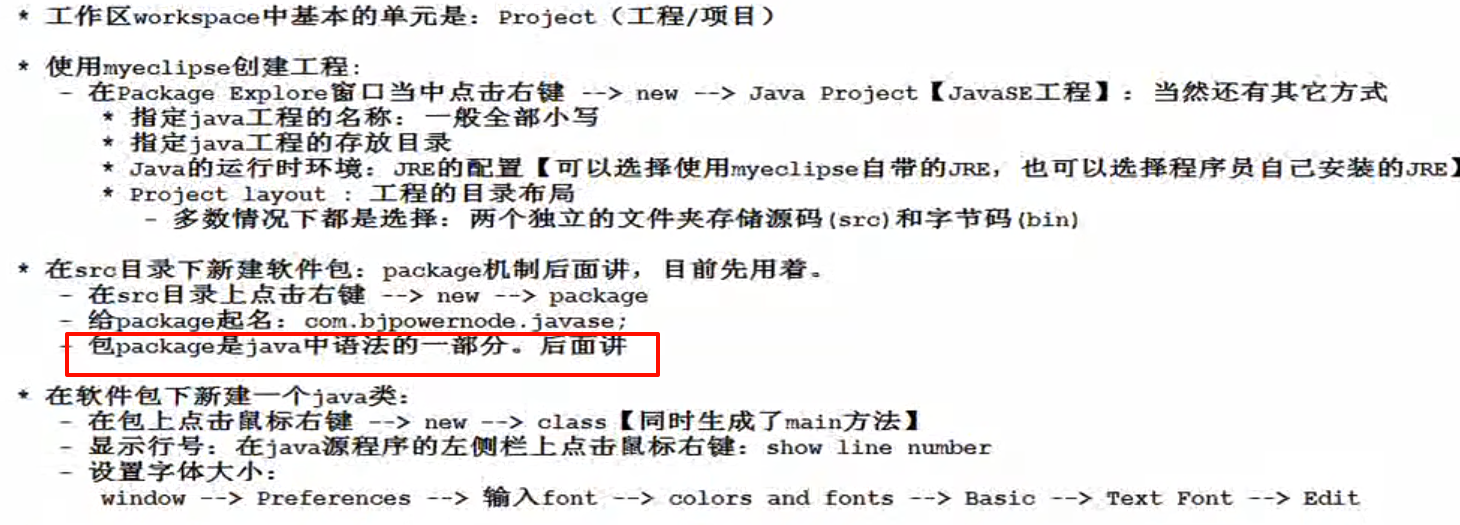 * 工作区workspace中基本的单元是：Project（工程/项目）
* 使用myeclipse创建工程：
- 在Package Explore窗口当中点击右键 --> new --> Java Project【JavaSE工程】：当然还有其它方式
* 指定java工程的名称：一般全部小写
* 指定java工程的存放目录
* Java的运行时环境：JRE的配置【可以选择使用myeclipse自带的JRE，也可以选择程序员自己安装的JRE】
* Project layout : 工程的目录布局
- 多数情况下都是选择：两个独立的文件夹存储源码(src)和字节码(bin)
* 在src目录下新建软件包：package机制后面讲，目前先用着。
- 在src目录上点击右键 --> new --> package
- 给package起名：com.bjpowernode.javase;
- 包package是java中语法的一部分。后面讲
* 在软件包下新建一个java类：
- 在包上点击鼠标右键 --> new --> class【同时生成了main方法】
- 显示行号：在java源程序的左侧栏上点击鼠标右键：show line number
- 设置字体大小：
window --> Preferences --> 输入font --> colors and fonts --> Basic --> Text Font --> Edit